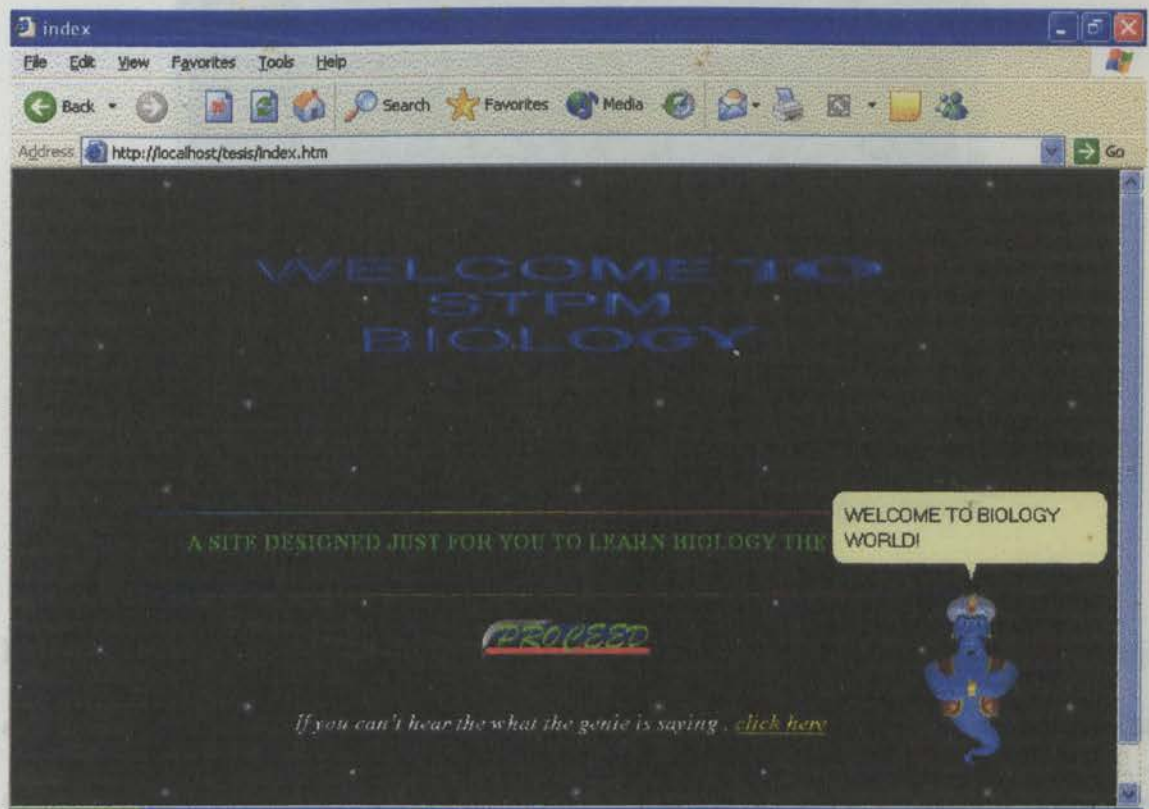 index
File Edit View Favorites Tools Help
Back Search Favorites Media
Address http://localhost/tesis/index.htm Go
WELCOME TO
STPM
BIOLOGY
WELCOME TO BIOLOGY
WORLD!
A SITE DESIGNED JUST FOR YOU TO LEARN BIOLOGY THE
PROCEED
If you can't hear the what the genie is saying , click here